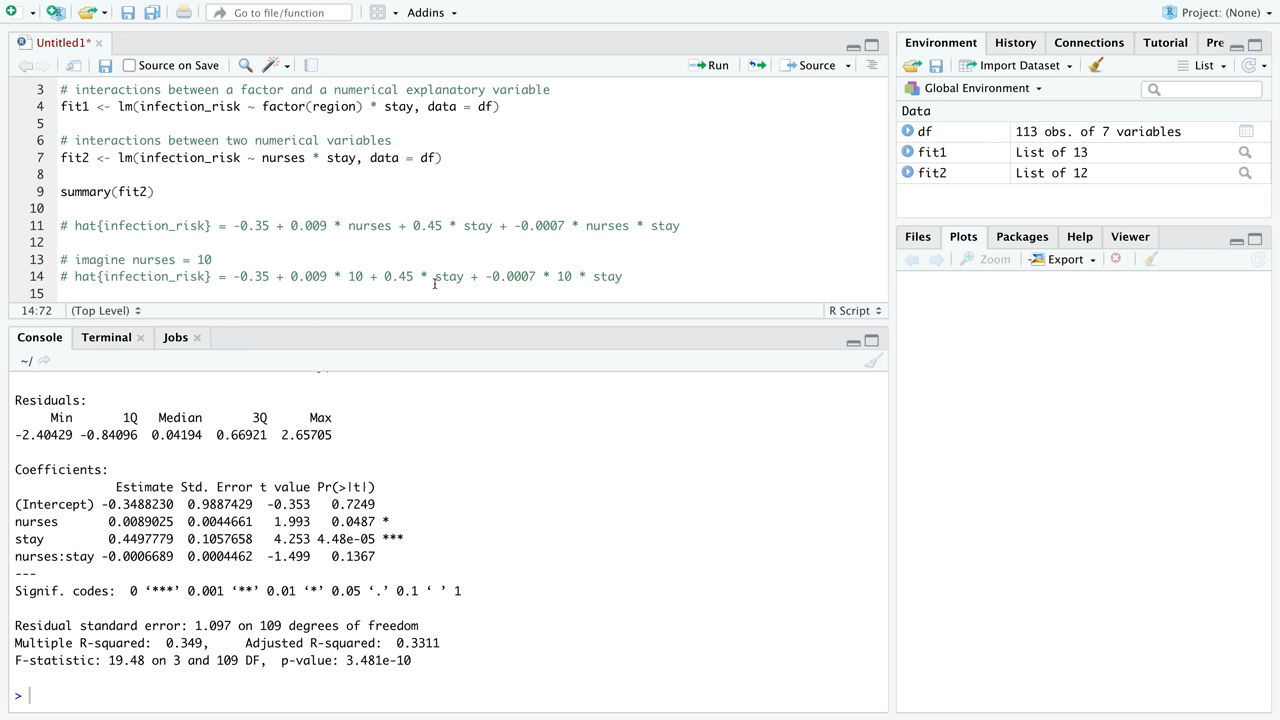 Go to file/function
Addins
Project: (None)
Untitled1*
Source on Save
Run
Source
3 # interactions between a factor and a numerical explanatory variable
4 fit1 <- lm(infection_risk ~ factor(region) * stay, data = df)
5
6 # interactions between two numerical variables
7 fit2 <- lm(infection_risk ~ nurses * stay, data = df)
8
9 summary(fit2)
10
11 # hat{infection_risk} = -0.35 + 0.009 * nurses + 0.45 * stay + -0.0007 * nurses * stay
12
13 # imagine nurses = 10
14 # hat{infection_risk} = -0.35 + 0.009 * 10 + 0.45 * stay + -0.0007 * 10 * stay
15
14:72 (Top Level) R Script
Console Terminal Jobs
~/
Residuals:
Min 1Q Median 3Q Max
-2.40429 -0.84096 0.04194 0.66921 2.65705
Coefficients:
Estimate Std. Error t value Pr(>|t|)
(Intercept) -0.3488230 0.9887429 -0.353 0.7249
nurses 0.0089025 0.0044661 1.993 0.0487 *
stay 0.4497779 0.1057658 4.253 4.48e-05 ***
nurses:stay -0.0006689 0.0004462 -1.499 0.1367
---
Signif. codes: 0 ‘***’ 0.001 ‘**’ 0.01 ‘*’ 0.05 ‘.’ 0.1 ‘ ’ 1
Residual standard error: 1.097 on 109 degrees of freedom
Multiple R-squared: 0.349, Adjusted R-squared: 0.3311
F-statistic: 19.48 on 3 and 109 DF, p-value: 3.481e-10
>
Environment History Connections Tutorial Pre
Import Dataset List
Global Environment
Data
df 113 obs. of 7 variables
fit1 List of 13
fit2 List of 12
Files Plots Packages Help Viewer
Zoom Export